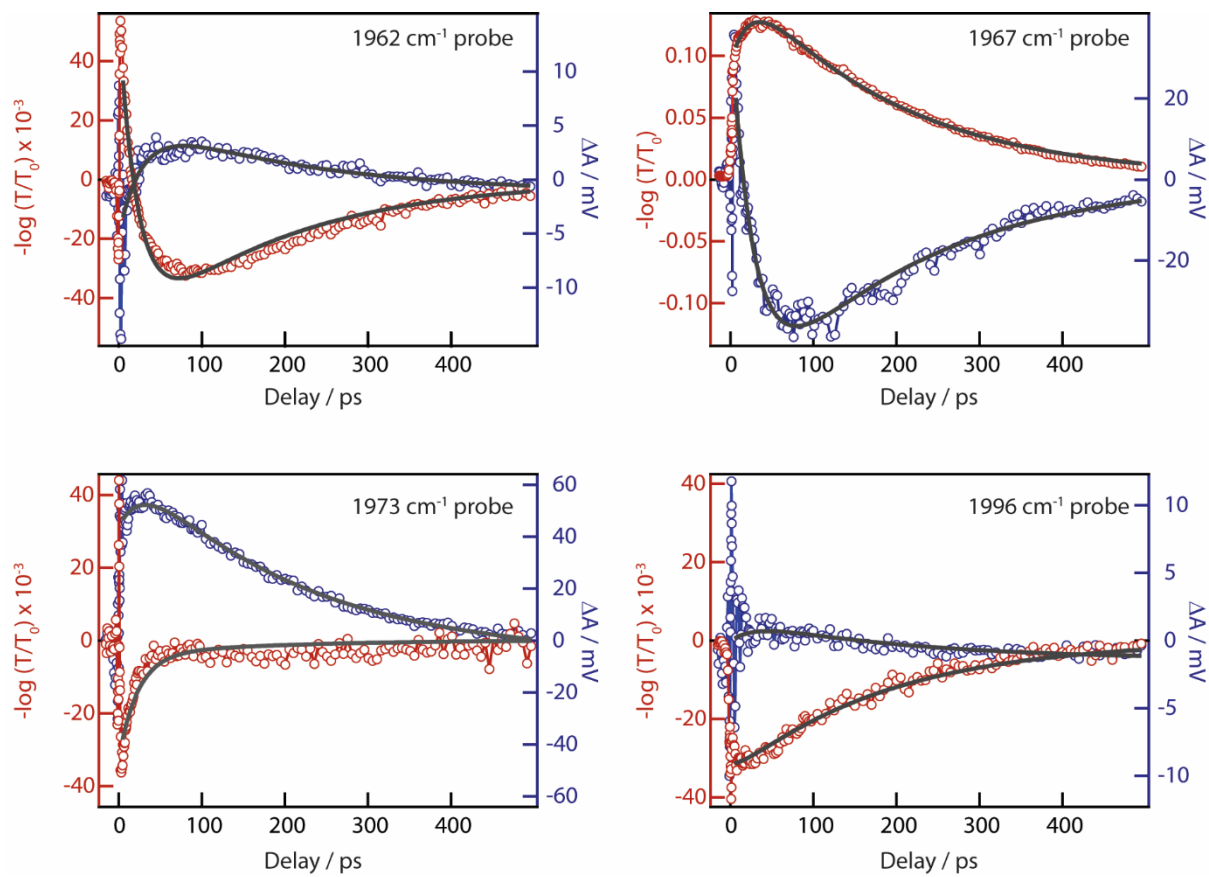 1962 cm⁻¹ probe
-log (T/T₀) x 10⁻³
40
20
0
-20
-40
ΔA / mV
10
5
0
-5
-10
0 100 200 300 400
Delay / ps
1967 cm⁻¹ probe
-log (T/T₀)
0.10
0.05
0.00
-0.05
-0.10
ΔA / mV
20
0
-20
0 100 200 300 400
Delay / ps
1973 cm⁻¹ probe
-log (T/T₀) x 10⁻³
40
20
0
-20
-40
ΔA / mV
60
40
20
0
-20
-40
-60
0 100 200 300 400
Delay / ps
1996 cm⁻¹ probe
-log (T/T₀) x 10⁻³
40
20
0
-20
-40
ΔA / mV
10
5
0
-5
-10
0 100 200 300 400
Delay / ps